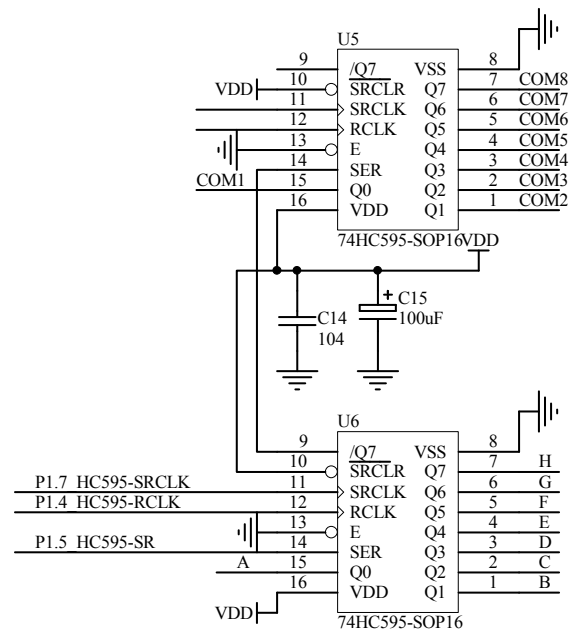 U5
9 /Q7 VSS 8
VDD 10 SRCLR Q7 7 COM8
11 SRCLK Q6 6 COM7
12 RCLK Q5 5 COM6
13 E Q4 4 COM5
14 SER Q3 3 COM4
COM1 15 Q0 Q2 2 COM3
16 VDD Q1 1 COM2
74HC595-SOP16 VDD
+ C15
100uF
C14
104
U6
9 /Q7 VSS 8
10 SRCLR Q7 7 H
P1.7 HC595-SRCLK 11 SRCLK Q6 6 G
P1.4 HC595-RCLK 12 RCLK Q5 5 F
13 E Q4 4 E
P1.5 HC595-SR 14 SER Q3 3 D
A 15 Q0 Q2 2 C
16 VDD Q1 1 B
VDD
74HC595-SOP16